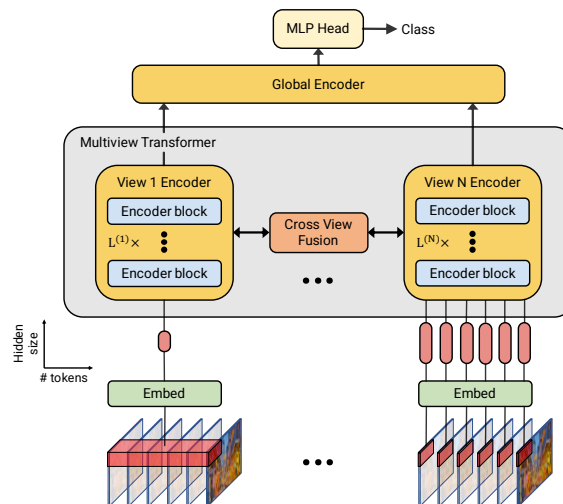 MLP Head
Class
Global Encoder
Multiview Transformer
View 1 Encoder
View N Encoder
Encoder block
Encoder block
Cross View
Fusion
L(1)×
L(N)×
Encoder block
Encoder block
Hidden
size
# tokens
Embed
Embed